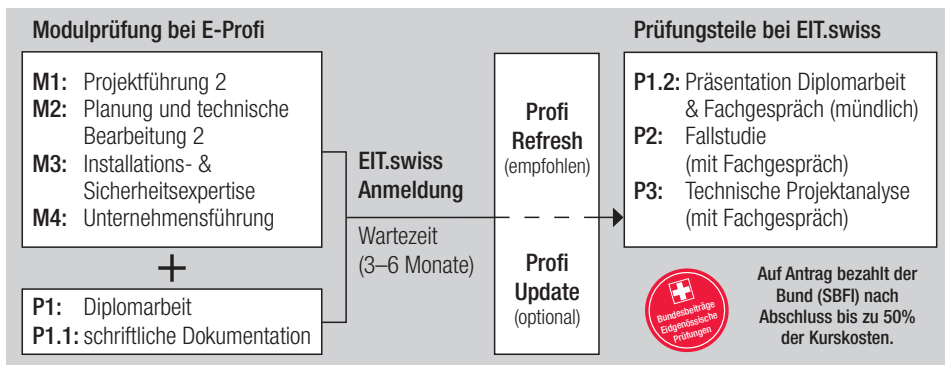 Modulprüfung bei E-Profi
M1: Projektführung 2
M2: Planung und technische
Bearbeitung 2
M3: Installations- &
Sicherheitsexpertise
M4: Unternehmensführung
+
P1: Diplomarbeit
P1.1: schriftliche Dokumentation
EIT.swiss
Anmeldung
Wartezeit
(3–6 Monate)
Profi
Refresh
(empfohlen)
Profi
Update
(optional)
Prüfungsteile bei EIT.swiss
P1.2: Präsentation Diplomarbeit
& Fachgespräch (mündlich)
P2: Fallstudie
(mit Fachgespräch)
P3: Technische Projektanalyse
(mit Fachgespräch)
Bundesbeiträge
Eidgenössische
Prüfungen
Auf Antrag bezahlt der
Bund (SBFI) nach
Abschluss bis zu 50%
der Kurskosten.